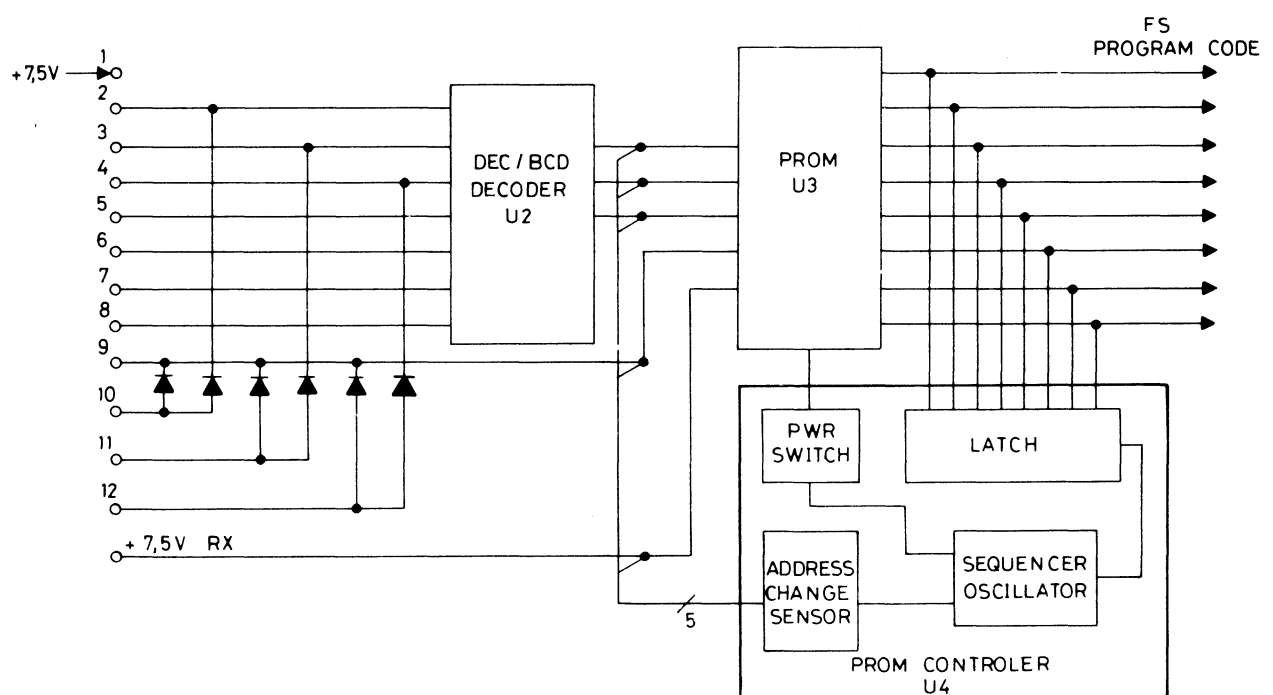 FS
PROGRAM CODE
+7,5V
1
2
3
4
5
6
7
8
9
10
11
12
+ 7,5V RX
DEC / BCD
DECODER
U2
PROM
U3
PWR
SWITCH
LATCH
ADDRESS
CHANGE
SENSOR
SEQUENCER
OSCILLATOR
5
PROM CONTROLER
U4